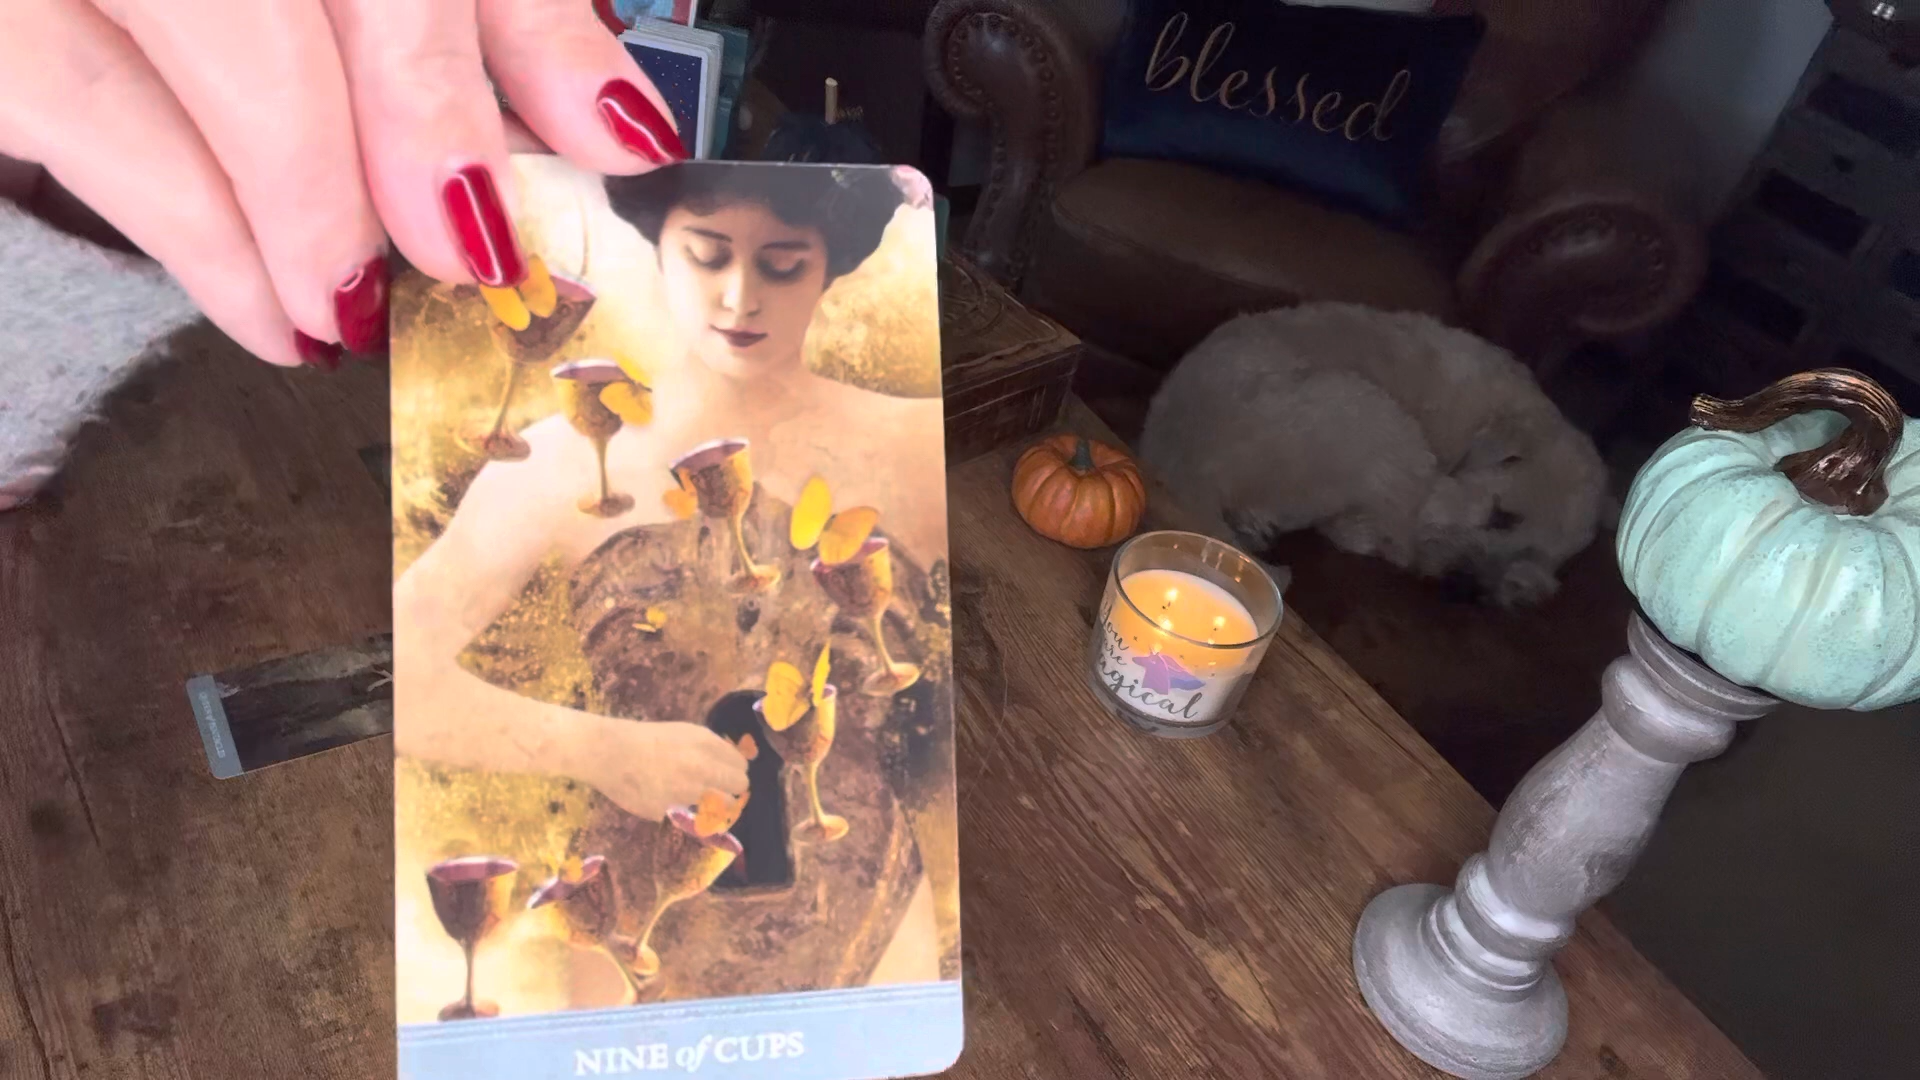 blessed
You
are
magical
NINE of CUPS